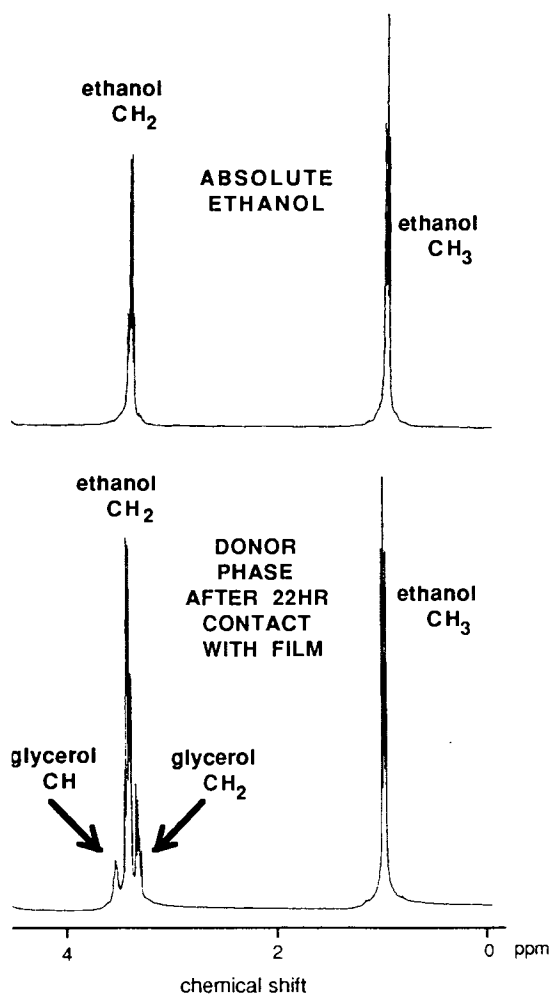 ethanol
CH2
ABSOLUTE
ETHANOL
ethanol
CH3
ethanol
CH2
DONOR
PHASE
AFTER 22HR
CONTACT
WITH FILM
ethanol
CH3
glycerol
CH
glycerol
CH2
4 2 0 ppm
chemical shift